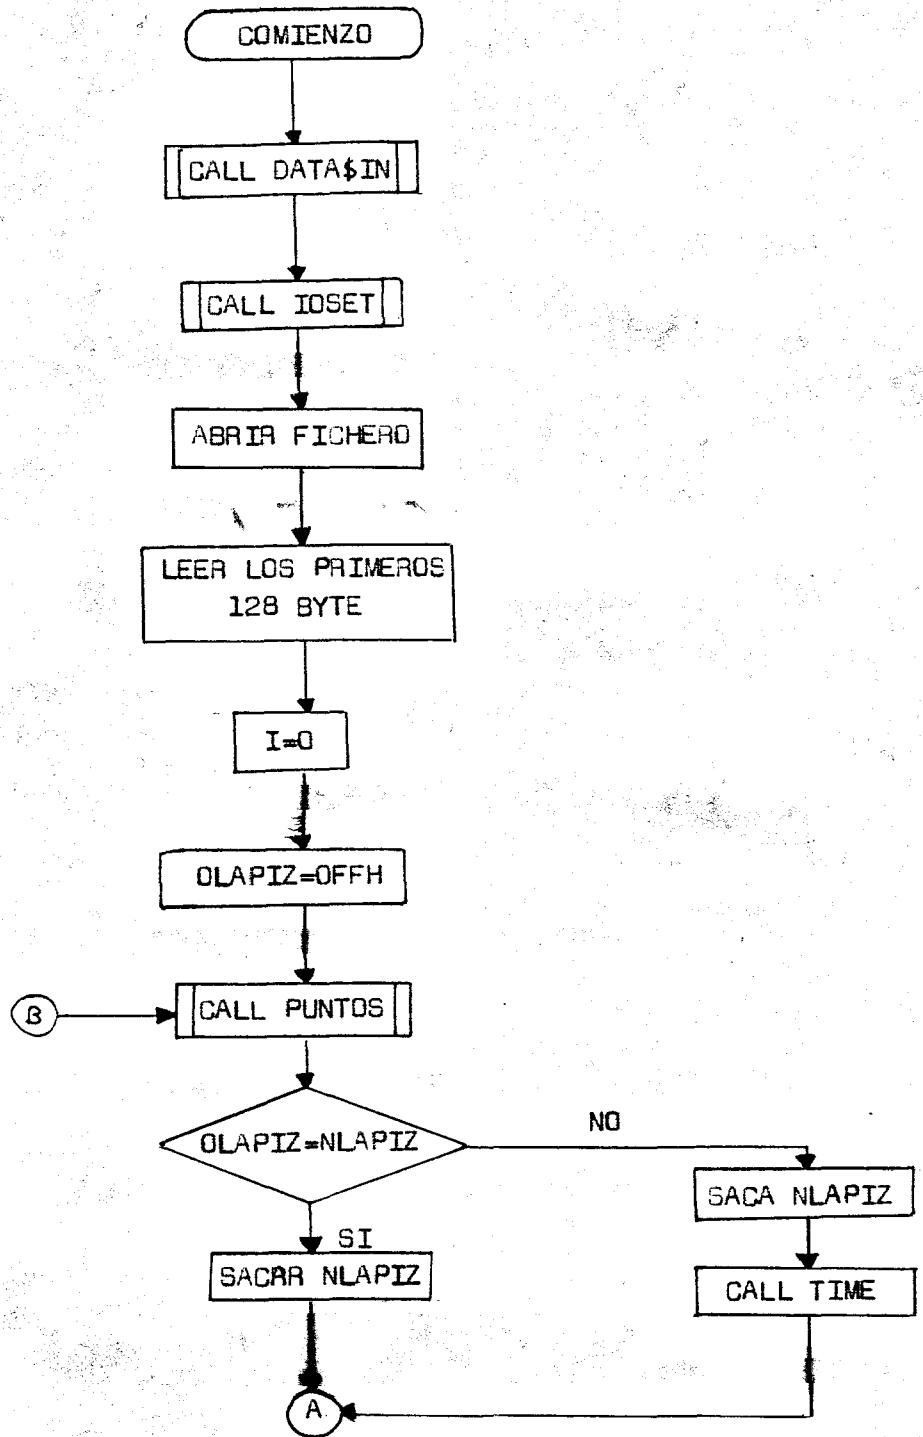 COMIENZO
CALL DATA$IN
CALL IOSET
ABRIR FICHERO
LEER LOS PRIMEROS
128 BYTE
I=0
OLAPIZ=OFFH
B
CALL PUNTOS
OLAPIZ=NLAPIZ
NO
SACA NLAPIZ
SI
SACAR NLAPIZ
CALL TIME
A